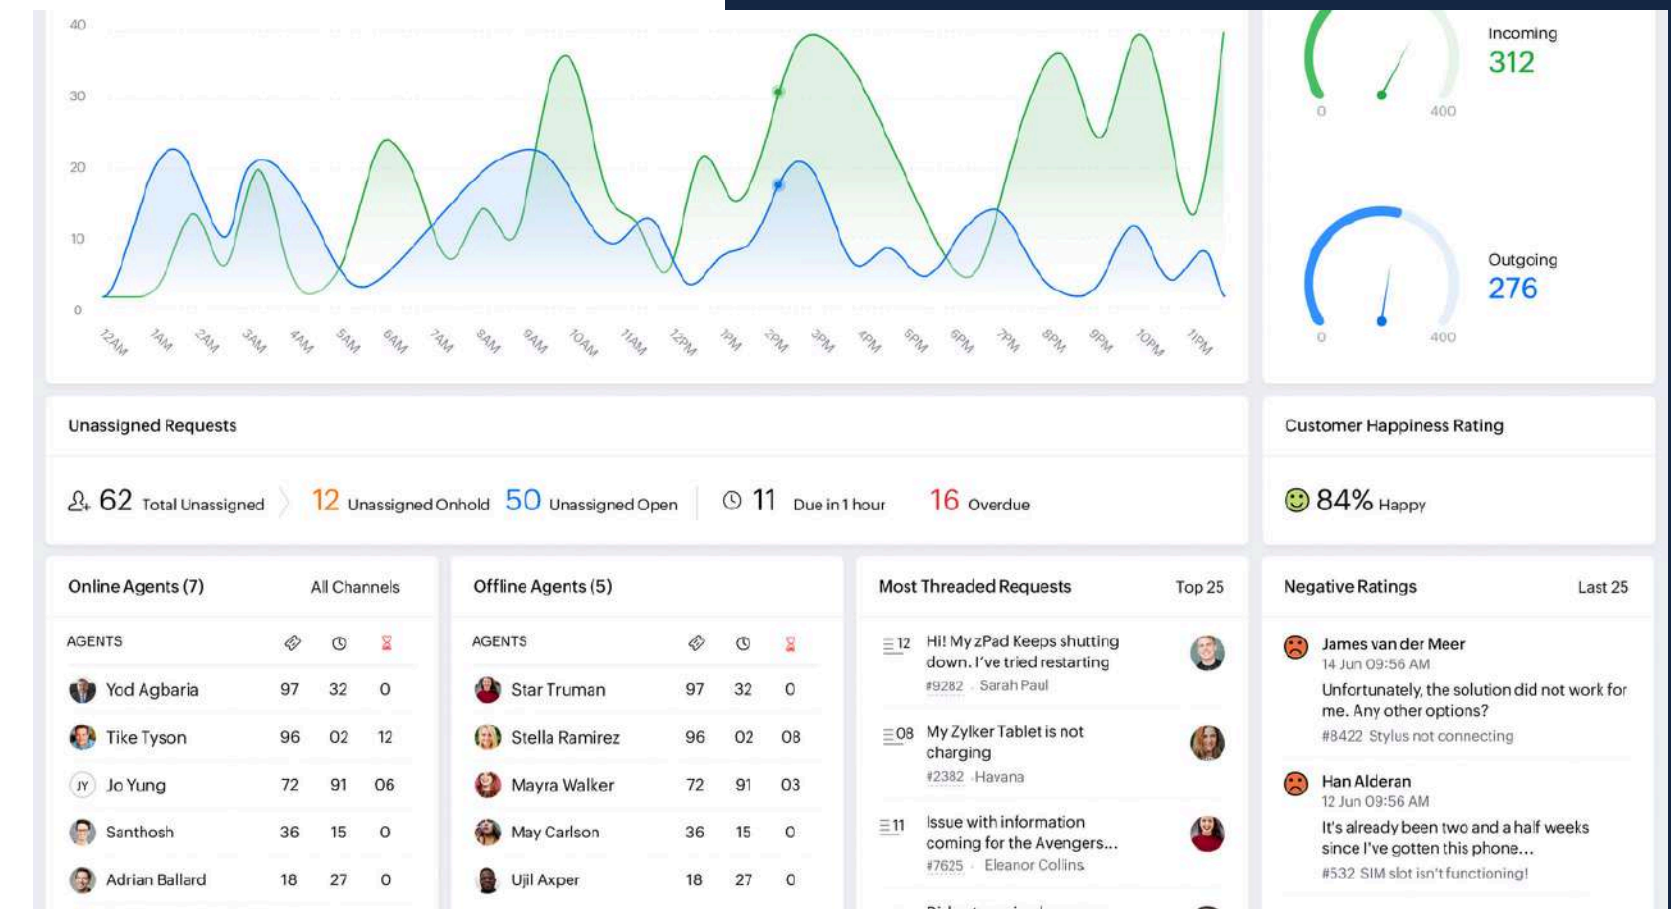 40
30
20
10
0
12AM 1AM 2AM 3AM 4AM 5AM 6AM 7AM 8AM 9AM 10AM 11AM 12PM 1PM 2PM 3PM 4PM 5PM 6PM 7PM 8PM 9PM 10PM 11PM
Incoming
312
0 400
Outgoing
276
0 400
Unassigned Requests
62 Total Unassigned 12 Unassigned Onhold 50 Unassigned Open 11 Due in 1 hour 16 Overdue
Customer Happiness Rating
84% Happy
Online Agents (7) All Channels
AGENTS
Yod Agbaria 97 32 0
Tike Tyson 96 02 12
JY Jo Yung 72 91 06
Santhosh 36 15 0
Adrian Ballard 18 27 0
Offline Agents (5)
AGENTS
Star Truman 97 32 0
Stella Ramirez 96 02 08
Mayra Walker 72 91 03
May Carlson 36 15 0
Ujil Axper 18 27 0
Most Threaded Requests Top 25
12 Hi! My zPad Keeps shutting
down. I've tried restarting
#9282 . Sarah Paul
08 My Zylker Tablet is not
charging
#2382 . Havana
11 Issue with information
coming for the Avengers...
#7625 . Eleanor Collins
Negative Ratings Last 25
James van der Meer
14 Jun 09:56 AM
Unfortunately, the solution did not work for
me. Any other options?
#8422 Stylus not connecting
Han Alderan
12 Jun 09:56 AM
It's already been two and a half weeks
since I've gotten this phone...
#532 SIM slot isn't functioning!